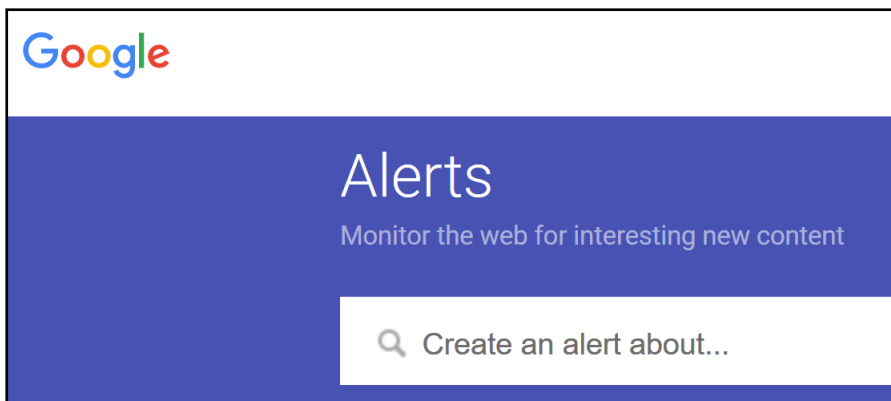 Google
Alerts
Monitor the web for interesting new content
Create an alert about...